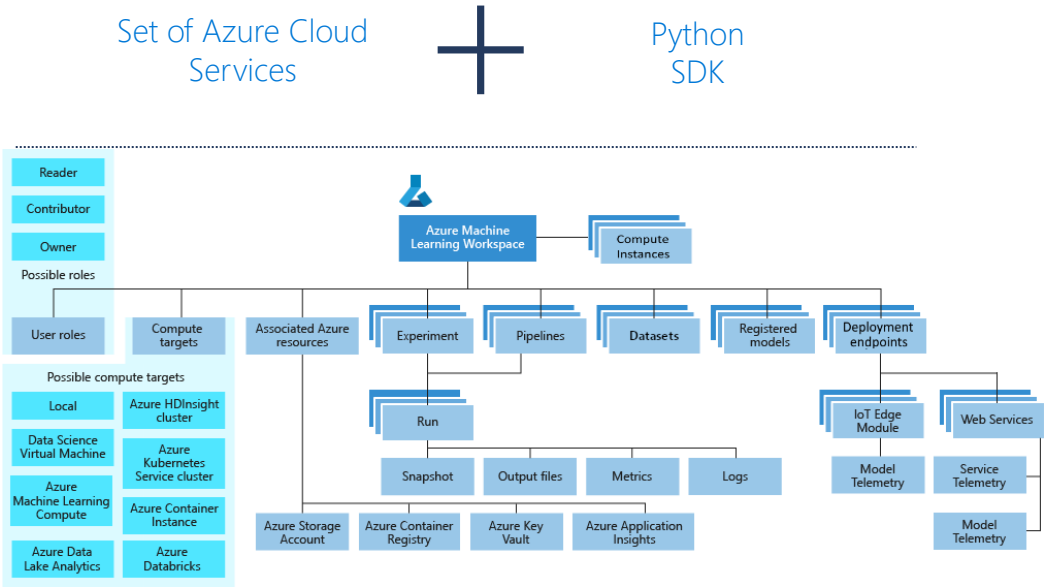 Set of Azure Cloud
Services
Python
SDK
Reader
Contributor
Owner
Possible roles
User roles
Azure Machine
Learning Workspace
Compute
Instances
Compute
targets
Associated Azure
resources
Experiment
Pipelines
Datasets
Registered
models
Deployment
endpoints
Possible compute targets
Local
Azure HDInsight
cluster
Data Science
Virtual Machine
Azure
Kubernetes
Service cluster
Azure
Machine Learning
Compute
Azure Container
Instance
Azure Data
Lake Analytics
Azure
Databricks
Run
IoT Edge
Module
Web Services
Snapshot
Output files
Metrics
Logs
Model
Telemetry
Service
Telemetry
Azure Storage
Account
Azure Container
Registry
Azure Key
Vault
Azure Application
Insights
Model
Telemetry